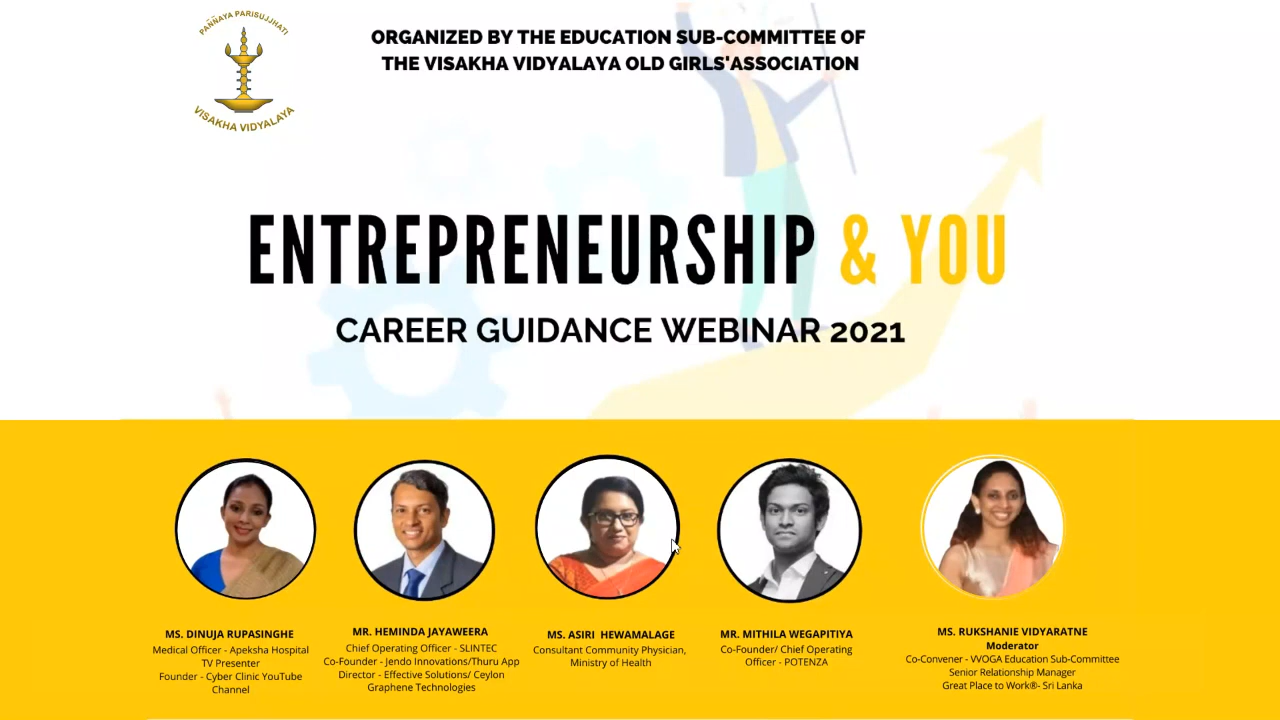 PANNAYA PARISUJJHATI
VISAKHA VIDYALAYA
ORGANIZED BY THE EDUCATION SUB-COMMITTEE OF
THE VISAKHA VIDYALAYA OLD GIRLS'ASSOCIATION
ENTREPRENEURSHIP & YOU
CAREER GUIDANCE WEBINAR 2021
MS. DINUJA RUPASINGHE
Medical Officer - Apeksha Hospital
TV Presenter
Founder - Cyber Clinic YouTube
Channel
MR. HEMINDA JAYAWEERA
Chief Operating Officer - SLINTEC
Co-Founder - Jendo Innovations/Thuru App
Director - Effective Solutions/ Ceylon
Graphene Technologies
MS. ASIRI HEWAMALAGE
Consultant Community Physician,
Ministry of Health
MR. MITHILA WEGAPITIYA
Co-Founder/ Chief Operating
Officer - POTENZA
MS. RUKSHANIE VIDYARATNE
Moderator
Co-Convener - VVOGA Education Sub-Committee
Senior Relationship Manager
Great Place to Work®- Sri Lanka